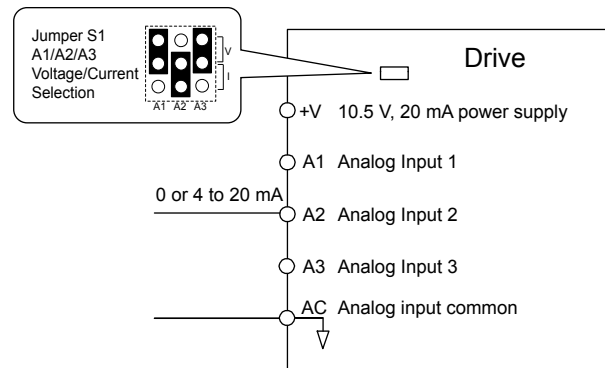 Jumper S1
A1/A2/A3
Voltage/Current
Selection
V
I
A1 A2 A3
Drive
+V 10.5 V, 20 mA power supply
A1 Analog Input 1
0 or 4 to 20 mA
A2 Analog Input 2
A3 Analog Input 3
AC Analog input common